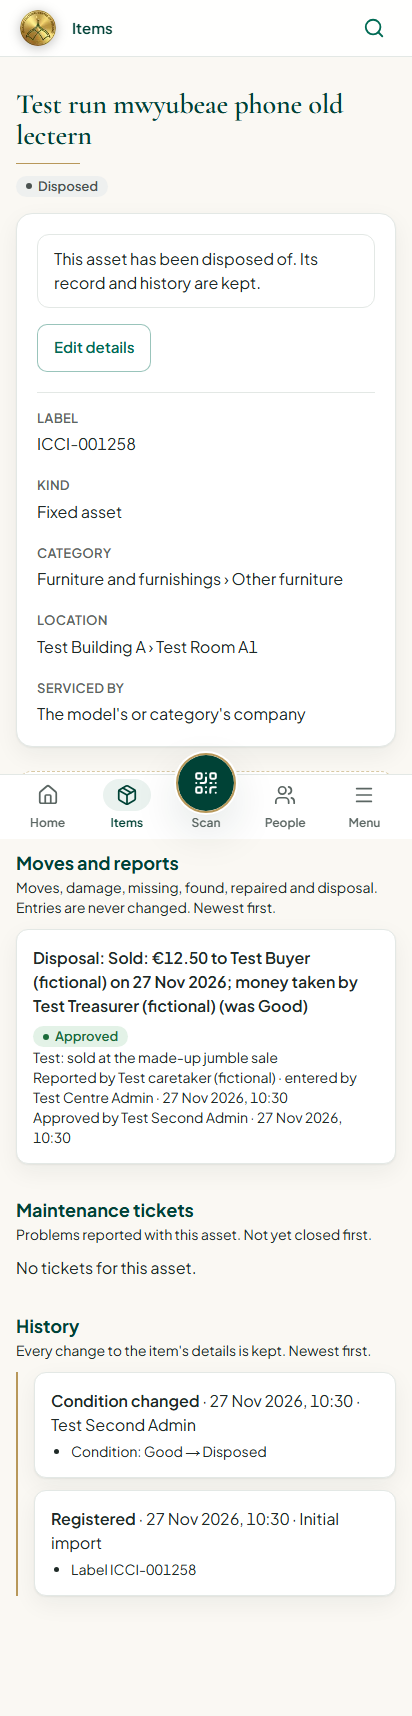 Items
Test run mwyubeae phone old
lectern
Disposed
This asset has been disposed of. Its
record and history are kept.
Edit details
LABEL
ICCI-001258
KIND
Fixed asset
CATEGORY
Furniture and furnishings › Other furniture
LOCATION
Test Building A › Test Room A1
SERVICED BY
The model's or category's company
Home
Items
Scan
People
Menu
Moves and reports
Moves, damage, missing, found, repaired and disposal.
Entries are never changed. Newest first.
Disposal: Sold: €12.50 to Test Buyer
(fictional) on 27 Nov 2026; money taken by
Test Treasurer (fictional) (was Good)
Approved
Test: sold at the made-up jumble sale
Reported by Test caretaker (fictional) · entered by
Test Centre Admin · 27 Nov 2026, 10:30
Approved by Test Second Admin · 27 Nov 2026,
10:30
Maintenance tickets
Problems reported with this asset. Not yet closed first.
No tickets for this asset.
History
Every change to the item's details is kept. Newest first.
Condition changed · 27 Nov 2026, 10:30 ·
Test Second Admin
• Condition: Good → Disposed
Registered · 27 Nov 2026, 10:30 · Initial
import
• Label ICCI-001258